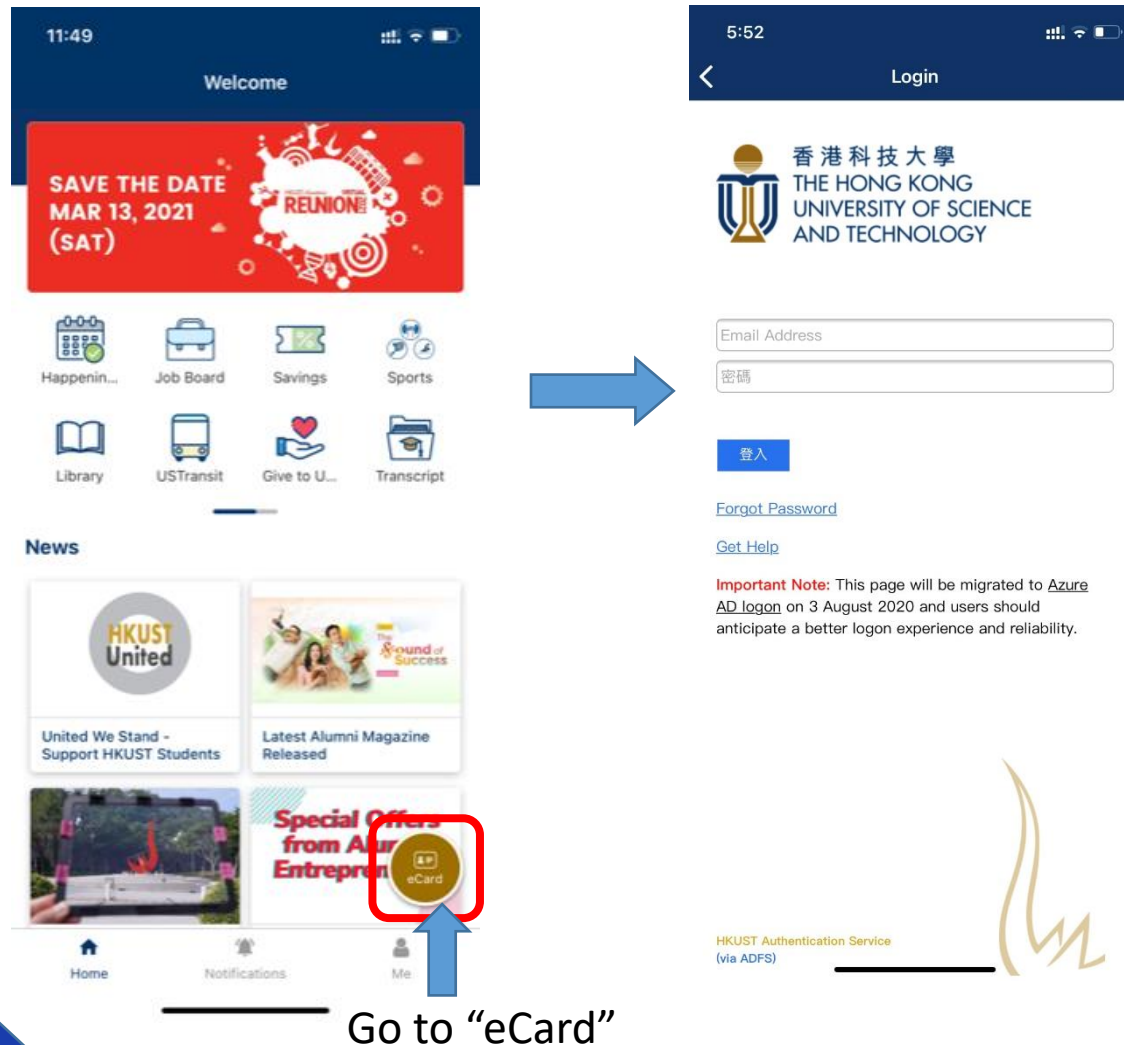 11:49
Welcome
SAVE THE DATE
MAR 13, 2021
(SAT)
REUNION
VIRTUAL
Happenin...
Job Board
Savings
Sports
Library
USTransit
Give to U...
Transcript
News
HKUST
United
The
Sound of
Success
United We Stand -
Support HKUST Students
Latest Alumni Magazine
Released
Special Offers
from
eCard
Home
Notifications
Me
Go to “eCard”
5:52
Login
香港科技大學
THE HONG KONG
UNIVERSITY OF SCIENCE
AND TECHNOLOGY
Email Address
密碼
登入
Forgot Password
Get Help
Important Note: This page will be migrated to Azure
AD logon on 3 August 2020 and users should
anticipate a better logon experience and reliability.
HKUST Authentication Service
(via ADFS)